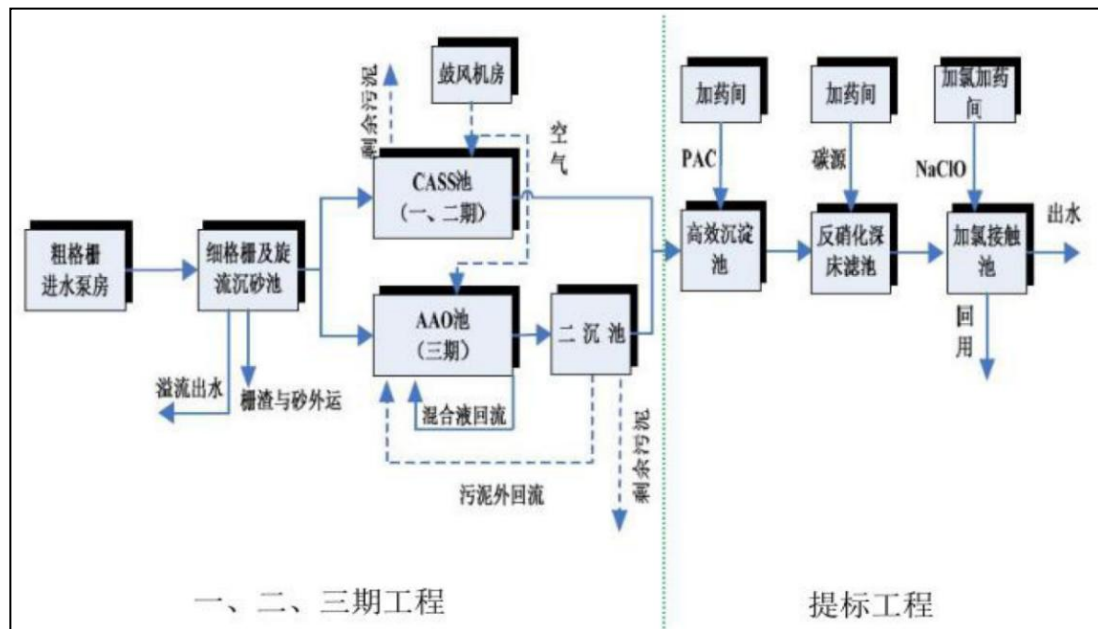 剩余污泥
鼓风机房
空
气
CASS池
（一、二期）
粗格栅
进水泵房
细格栅及旋
流沉砂池
AAO池
（三期）
二沉池
溢流出水
栅渣与砂外运
混合液回流
污泥外回流
剩余污泥
一、二、三期工程
加药间
加药间
加氯加药
间
PAC
碳源
NaClO
高效沉淀
池
反硝化深
床滤池
加氯接触
池
出水
回
用
提标工程